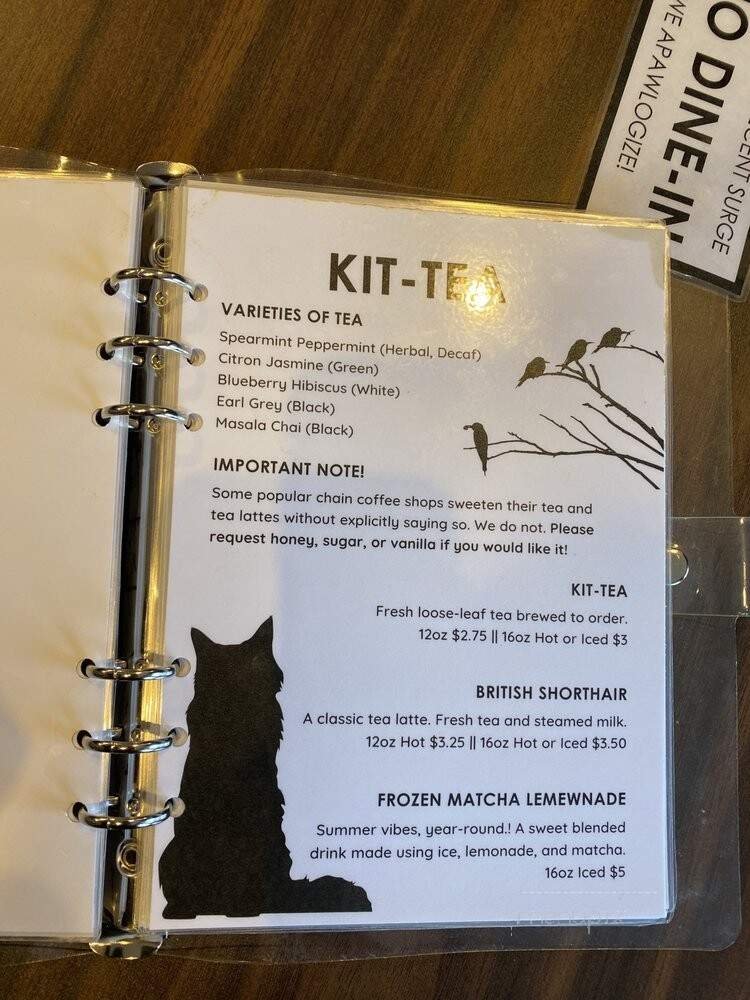 O DINE-IN
CENT SURGE
WE APAWLOGIZE!
KIT-TEA
VARIETIES OF TEA
Spearmint Peppermint (Herbal, Decaf)
Citron Jasmine (Green)
Blueberry Hibiscus (White)
Earl Grey (Black)
Masala Chai (Black)
IMPORTANT NOTE!
Some popular chain coffee shops sweeten their tea and
tea lattes without explicitly saying so. We do not. Please
request honey, sugar, or vanilla if you would like it!
KIT-TEA
Fresh loose-leaf tea brewed to order.
12oz $2.75 || 16oz Hot or Iced $3
BRITISH SHORTHAIR
A classic tea latte. Fresh tea and steamed milk.
12oz Hot $3.25 || 16oz Hot or Iced $3.50
FROZEN MATCHA LEMEWNADE
Summer vibes, year-round.! A sweet blended
drink made using ice, lemonade, and matcha.
16oz Iced $5